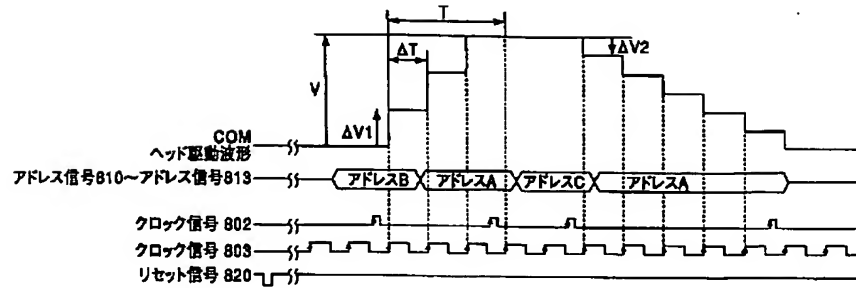 T
ΔT
ΔV2
V
ΔV1
COM
ヘッド駆動波形
アドレス信号810～アドレス信号813
アドレスB
アドレスA
アドレスC
アドレスA
クロック信号 802
クロック信号 803
リセット信号 820